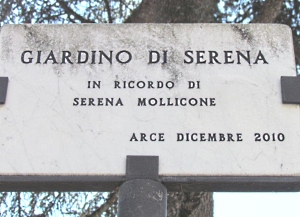 GIARDINO DI SERENA
IN RICORDO DI
SERENA MOLLICONE
ARCE DICEMBRE 2010